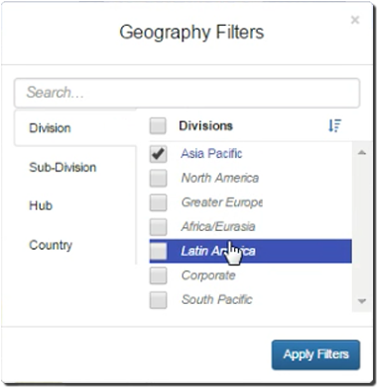 Geography Filters
×
Search...
Division
Divisions
Asia Pacific
Sub-Division
North America
Greater Europe
Hub
Africa/Eurasia
Country
Latin America
Corporate
South Pacific
Apply Filters